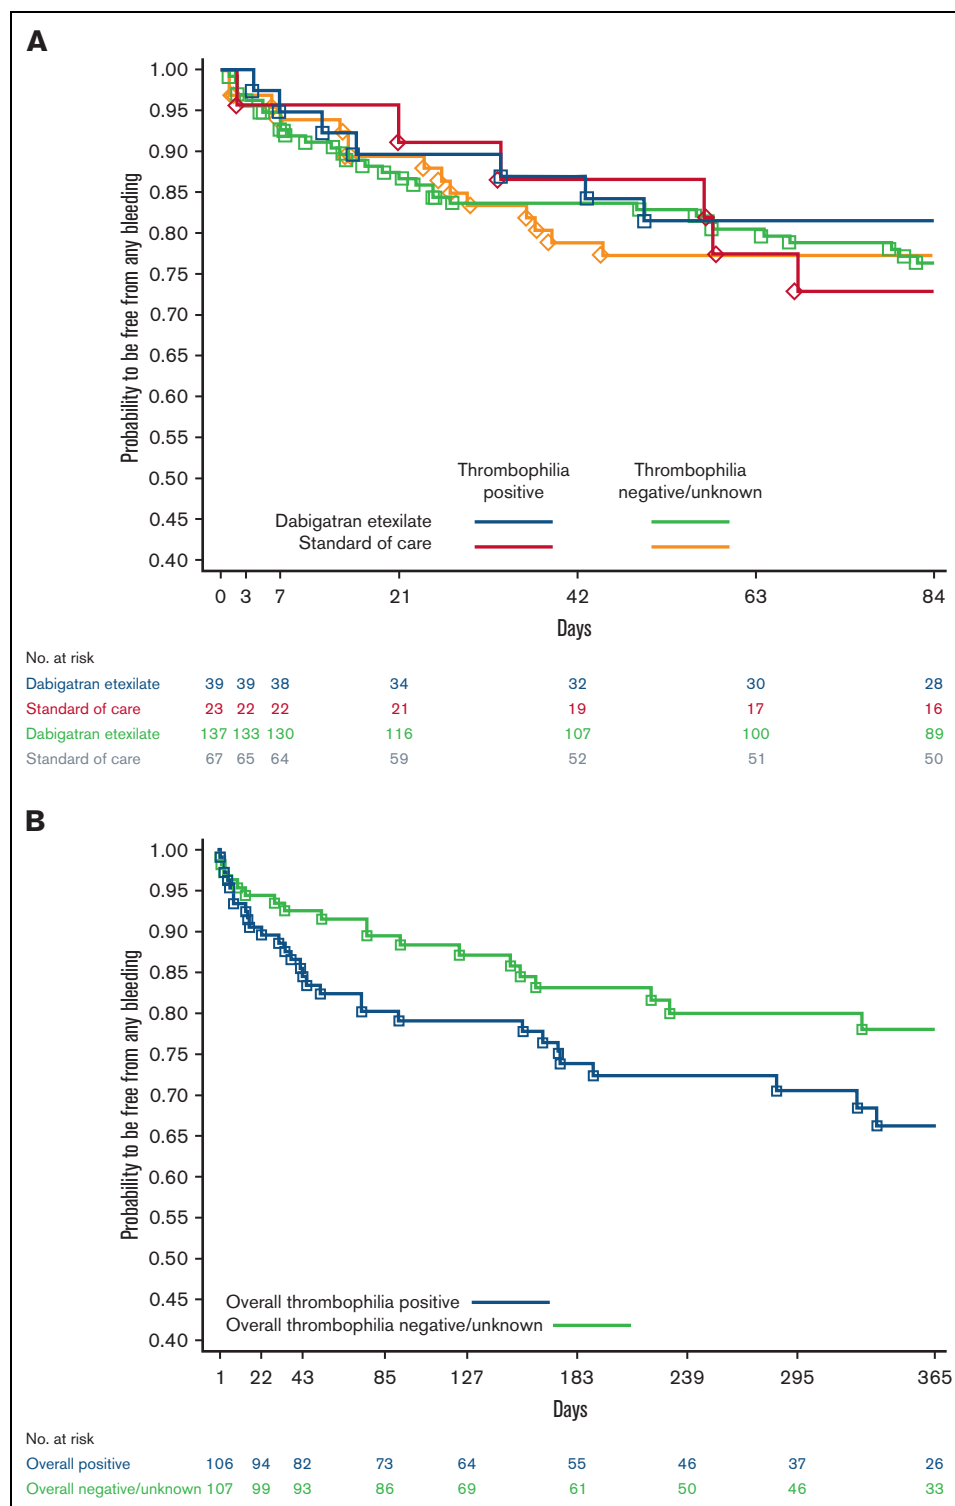 A
Probability to be free from any bleeding
1.00
0.95
0.90
0.85
0.80
0.75
0.70
0.65
0.60
0.55
0.50
0.45
0.40
Thrombophilia positive
Thrombophilia negative/unknown
Dabigatran etexilate
Standard of care
0 3 7 21 42 63 84
Days
No. at risk
Dabigatran etexilate 39 39 38 34 32 30 28
Standard of care 23 22 22 21 19 17 16
Dabigatran etexilate 137 133 130 116 107 100 89
Standard of care 67 65 64 59 52 51 50
B
Probability to be free from any bleeding
1.00
0.95
0.90
0.85
0.80
0.75
0.70
0.65
0.60
0.55
0.50
0.45
0.40
Overall thrombophilia positive
Overall thrombophilia negative/unknown
1 22 43 85 127 183 239 295 365
Days
No. at risk
Overall positive 106 94 82 73 64 55 46 37 26
Overall negative/unknown 107 99 93 86 69 61 50 46 33